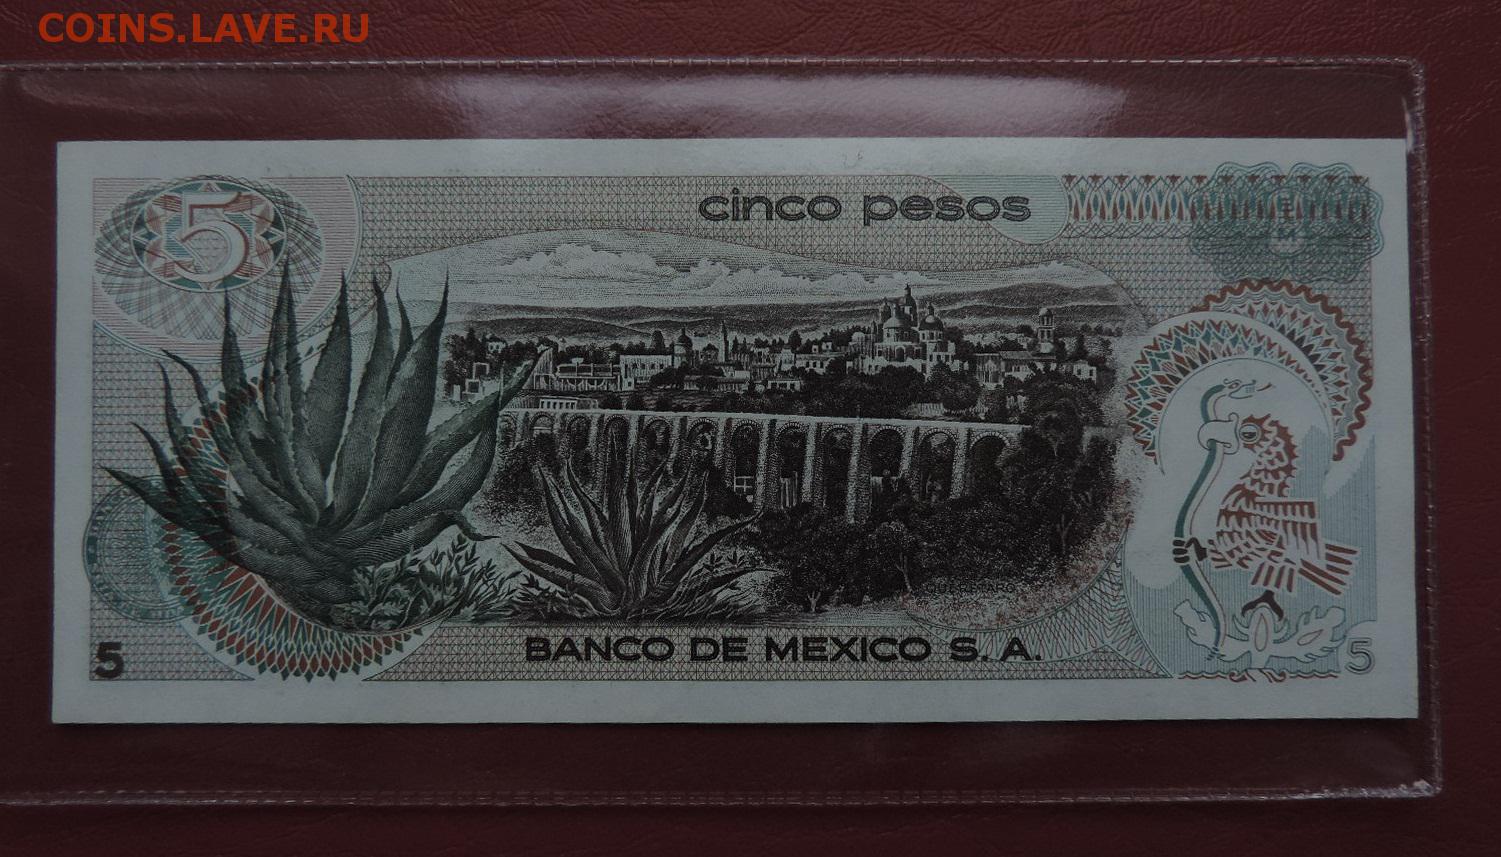 COINS.LAVE.RU
5
cinco pesos
BANCO DE MEXICO S. A.
5
5